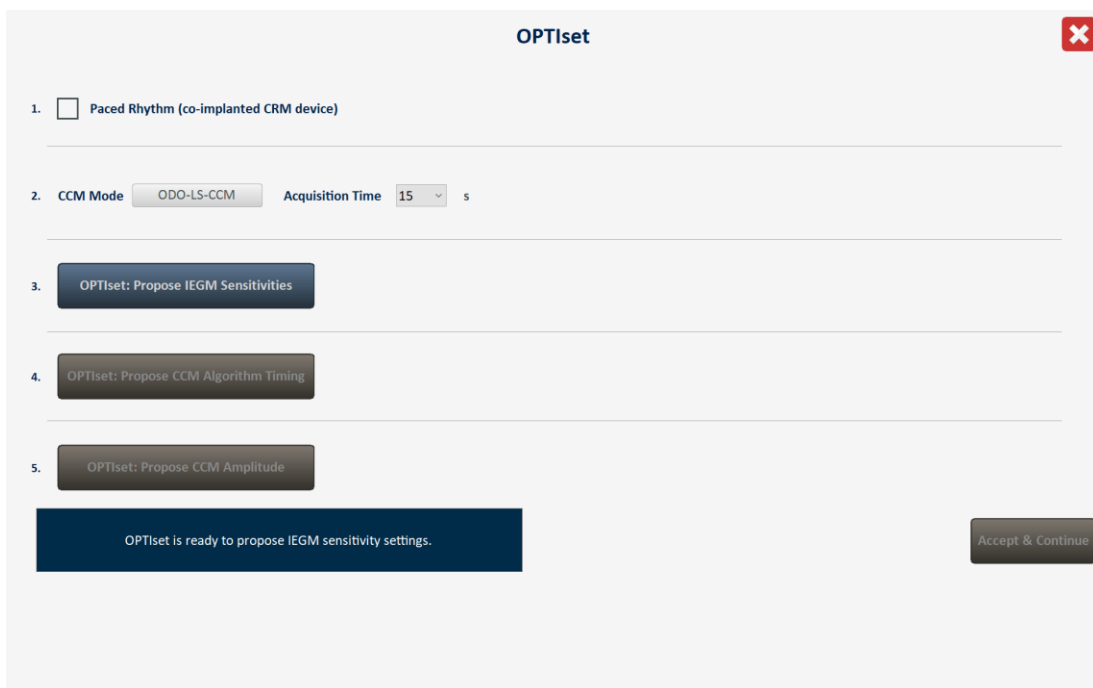 OPTIset
1. Paced Rhythm (co-implanted CRM device)
2. CCM Mode ODO-LS-CCM Acquisition Time 15 s
3. OPTIset: Propose IEGM Sensitivities
4. OPTIset: Propose CCM Algorithm Timing
5. OPTIset: Propose CCM Amplitude
OPTIset is ready to propose IEGM sensitivity settings.
Accept & Continue